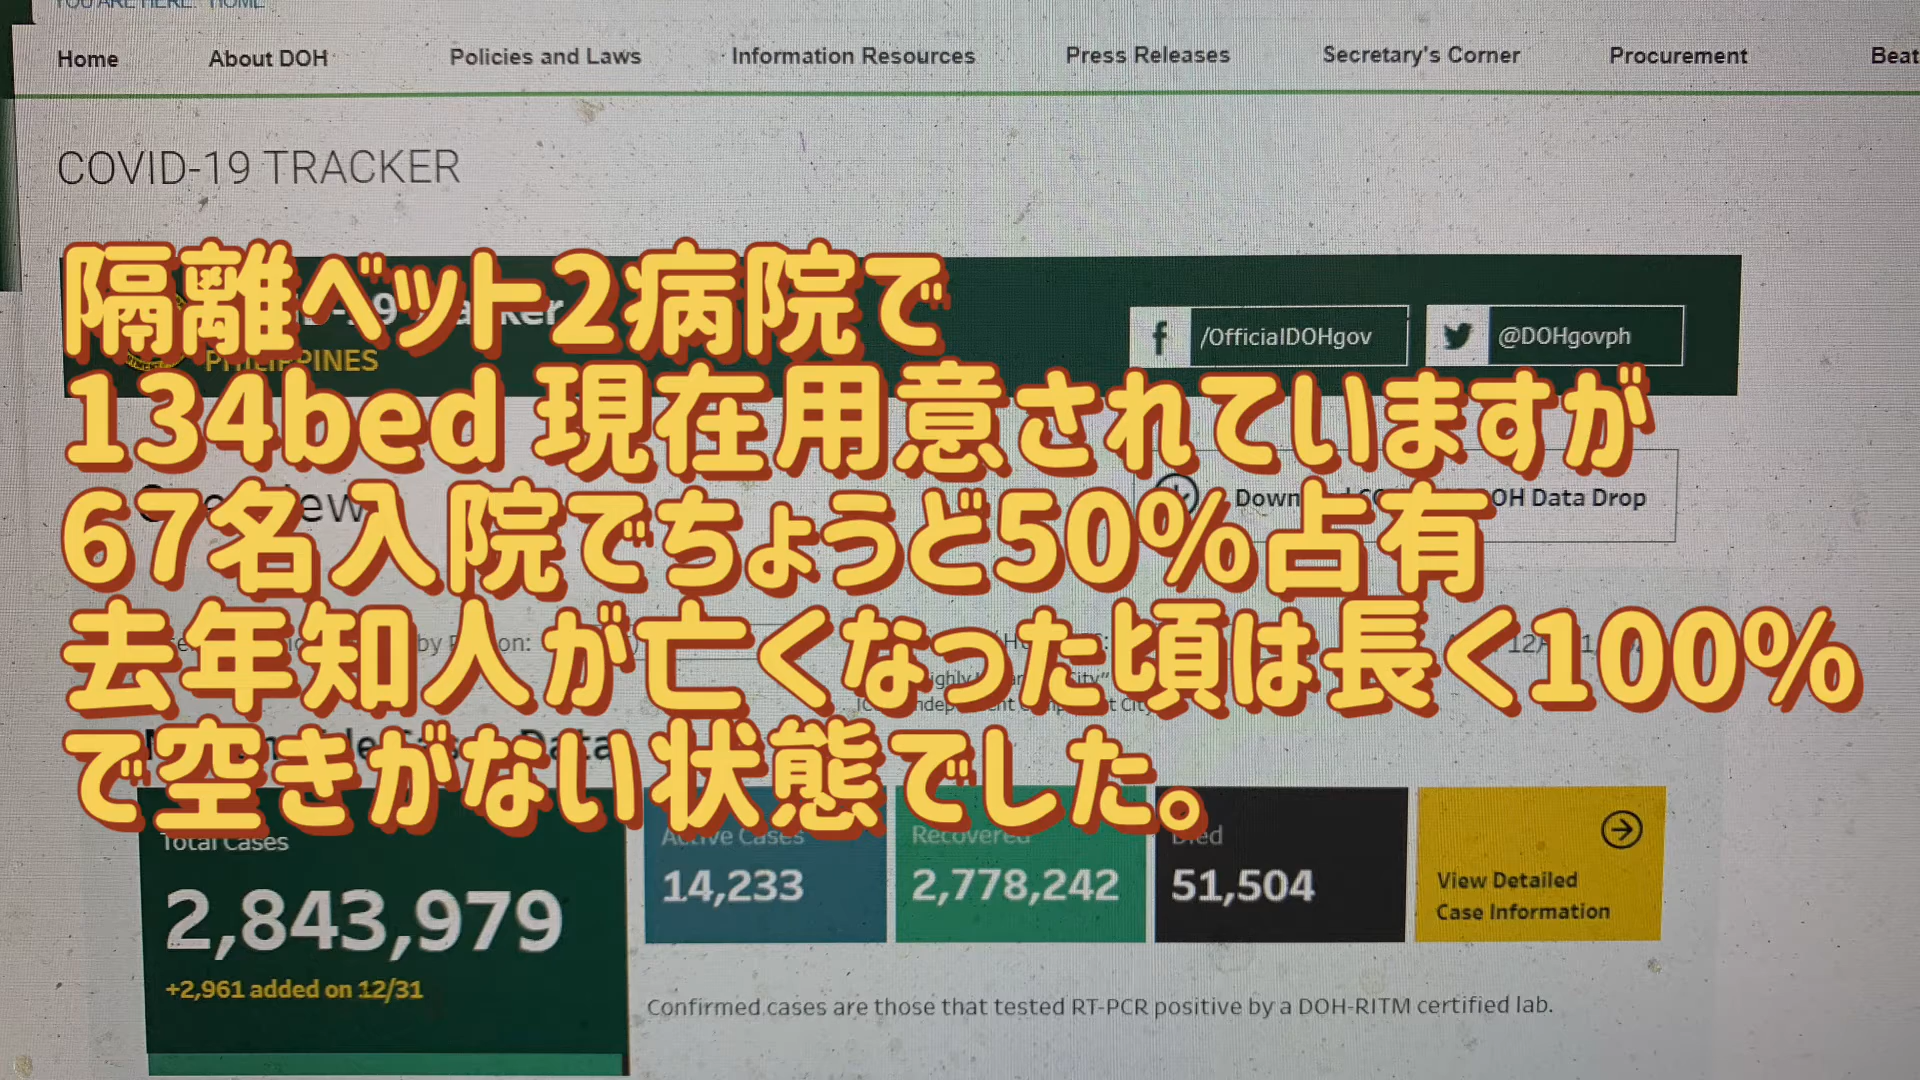 YOU ARE HERE: HOME
Home About DOH Policies and Laws Information Resources Press Releases Secretary's Corner Procurement Beat
COVID-19 TRACKER
隔離ベット2病院で
/OfficialDOHgov @DOHgovph
PHILIPPINES
134bed 現在用意されていますが
OH Data Drop
67名入院でちょうど50%占有
去年知人が亡くなった頃は長く100%
で空きがない状態でした。
Total Cases
2,843,979
+2,961 added on 12/31
Active Cases
14,233
Recovered
2,778,242
Died
51,504
View Detailed
Case Information
Confirmed cases are those that tested RT-PCR positive by a DOH-RITM certified lab.